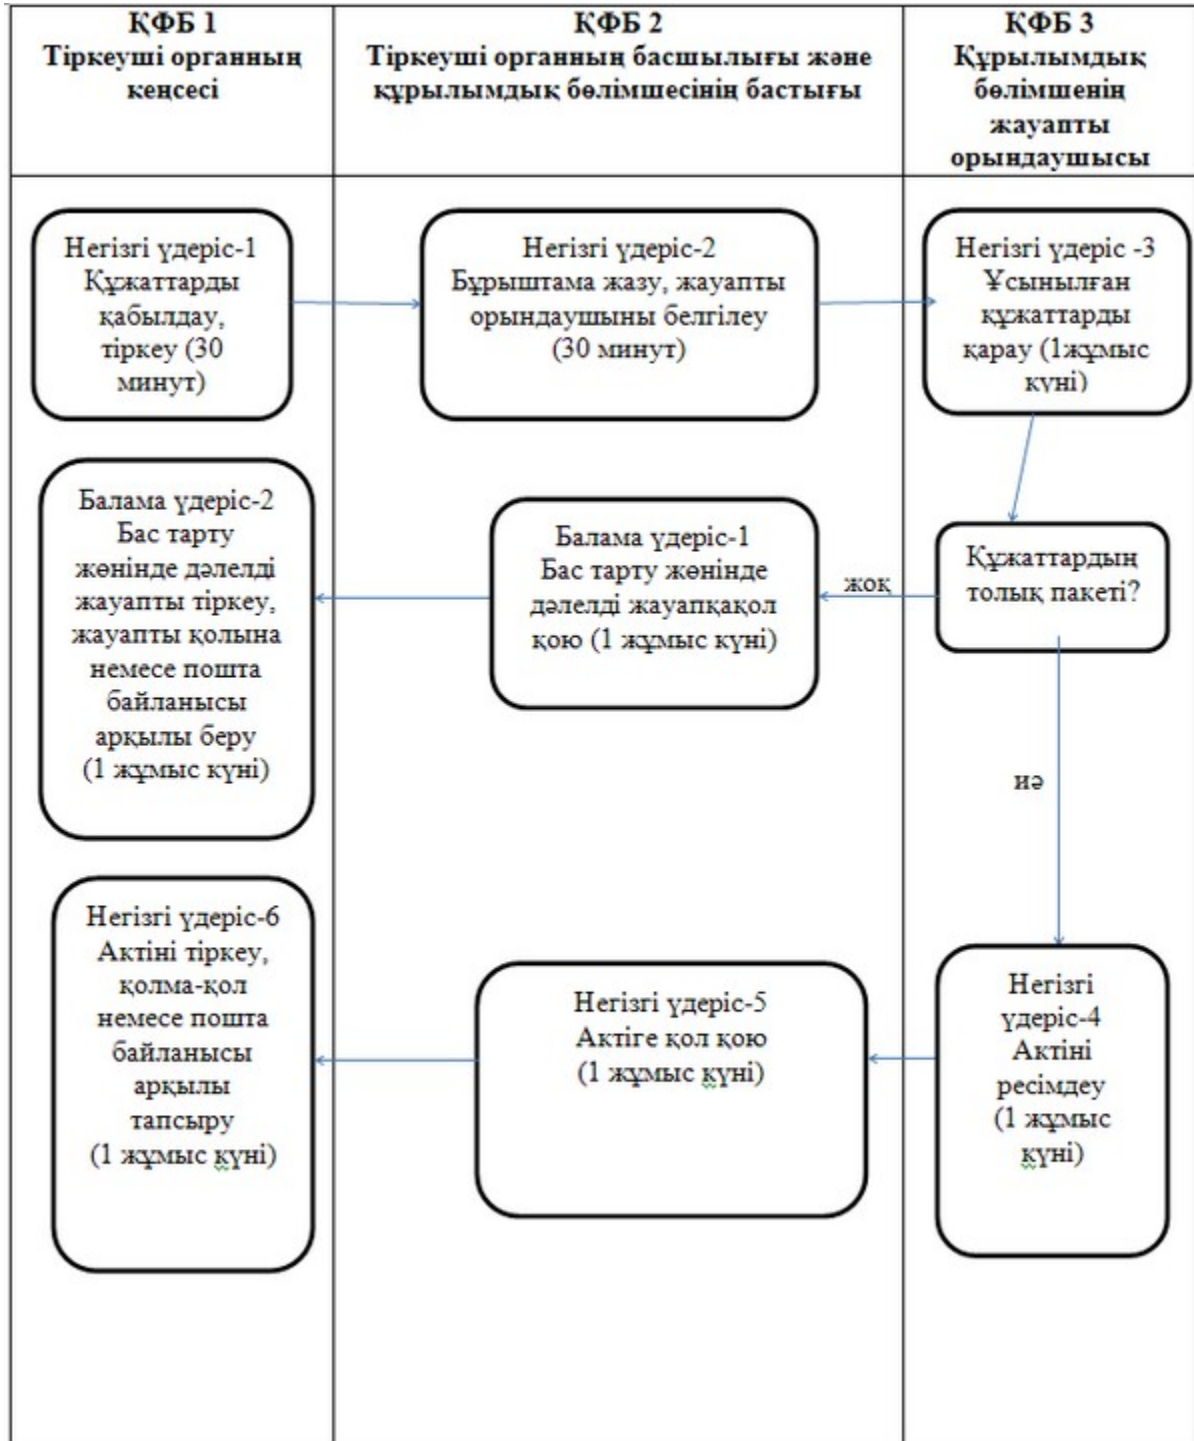 ҚФБ 1
Тіркеуші органның
кеңсесі
ҚФБ 2
Тіркеуші органның басшылығы және
құрылымдық бөлімшесінің бастығы
ҚФБ 3
Құрылымдық
бөлімшенің
жауапты
орындаушысы
Негізгі үдеріс-1
Құжаттарды
қабылдау,
тіркеу (30
минут)
Негізгі үдеріс-2
Бұрыштама жазу, жауапты
орындаушыны белгілеу
(30 минут)
Негізгі үдеріс -3
Ұсынылған
құжаттарды
қарау (1жұмыс
күні)
Балама үдеріс-2
Бас тарту
жөнінде дәлелді
жауапты тіркеу,
жауапты қолына
немесе пошта
байланысы
арқылы беру
(1 жұмыс күні)
Балама үдеріс-1
Бас тарту жөнінде
дәлелді жауапқақол
қою (1 жұмыс күні)
жоқ
Құжаттардың
толық пакеті?
иә
Негізгі үдеріс-6
Актіні тіркеу,
қолма-қол
немесе пошта
байланысы
арқылы
тапсыру
(1 жұмыс күні)
Негізгі үдеріс-5
Актіге қол қою
(1 жұмыс күні)
Негізгі
үдеріс-4
Актіні
ресімдеу
(1 жұмыс
күні)